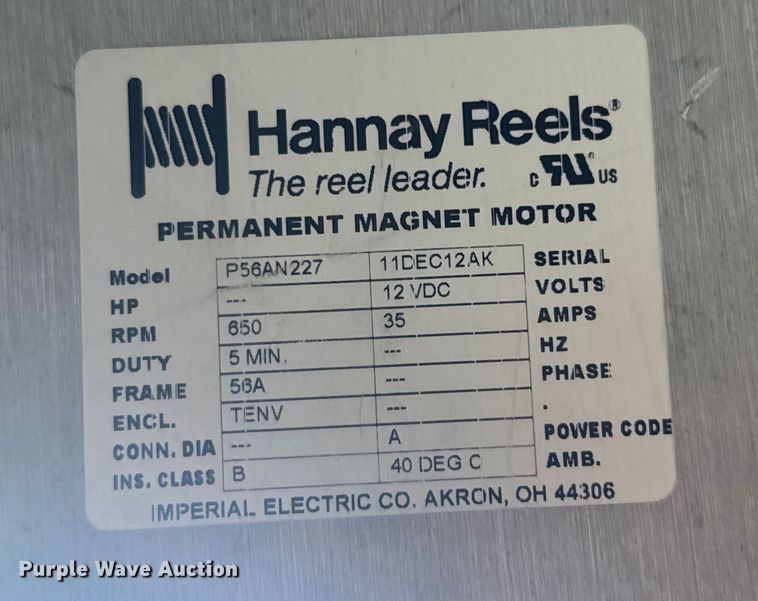 Hannay Reels®
The reel leader.
C RU® US
PERMANENT MAGNET MOTOR
Model P56AN227 11DEC12AK SERIAL
HP --- 12 VDC VOLTS
RPM 650 35 AMPS
DUTY 5 MIN. --- HZ
FRAME 56A --- PHASE
ENCL. TENV --- .
CONN. DIA --- A POWER CODE
INS. CLASS B 40 DEG C AMB.
IMPERIAL ELECTRIC CO. AKRON, OH 44306
Purple Wave Auction